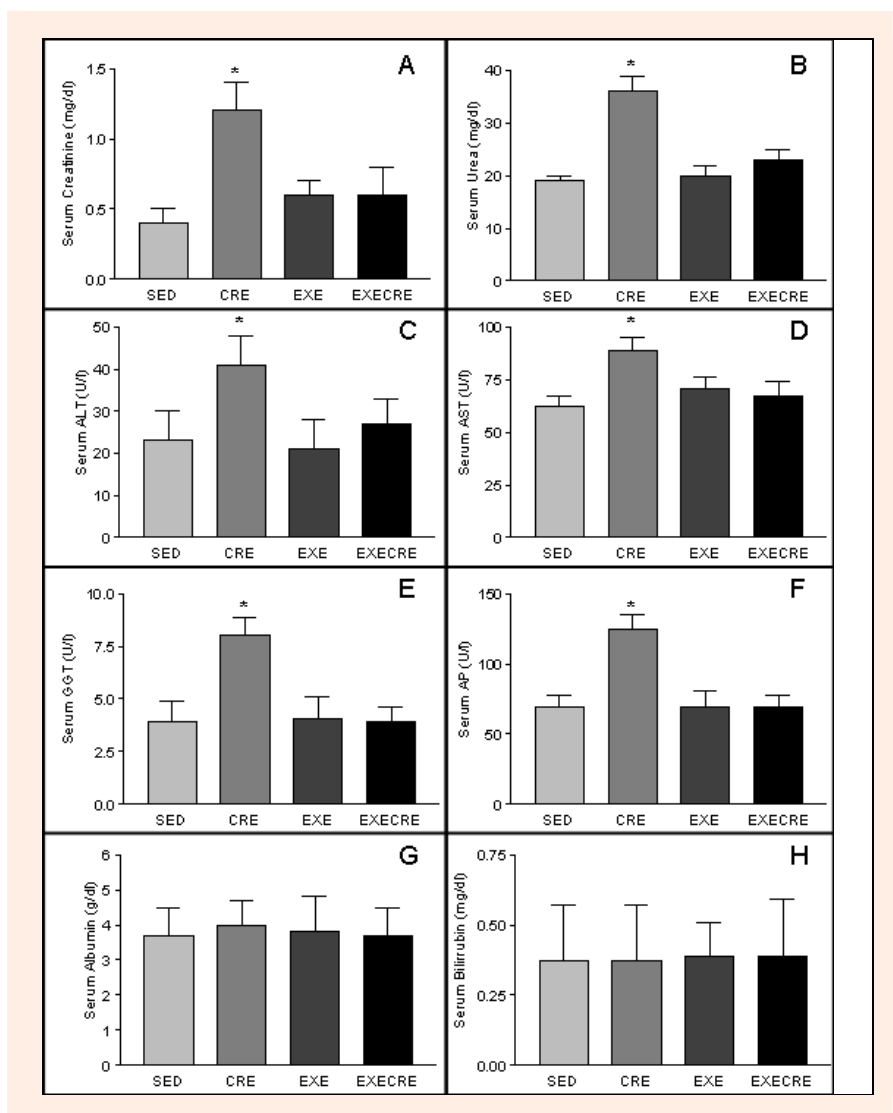 A
Serum Creatinine (mg/dl)
1.5
*
1.0
0.5
0.0
SED CRE EXE EXECRE
B
Serum Urea (mg/dl)
40
*
30
20
10
0
SED CRE EXE EXECRE
C
Serum ALT (U/l)
50
*
40
30
20
10
0
SED CRE EXE EXECRE
D
Serum AST (U/l)
100
*
75
50
25
0
SED CRE EXE EXECRE
E
Serum GGT (U/l)
10.0
*
7.5
5.0
2.5
0.0
SED CRE EXE EXECRE
F
Serum AP (U/l)
150
*
100
50
0
SED CRE EXE EXECRE
G
Serum Albumin (g/dl)
6
5
4
3
2
1
0
SED CRE EXE EXECRE
H
Serum Bilirrubin (mg/dl)
0.75
0.50
0.25
0.00
SED CRE EXE EXECRE